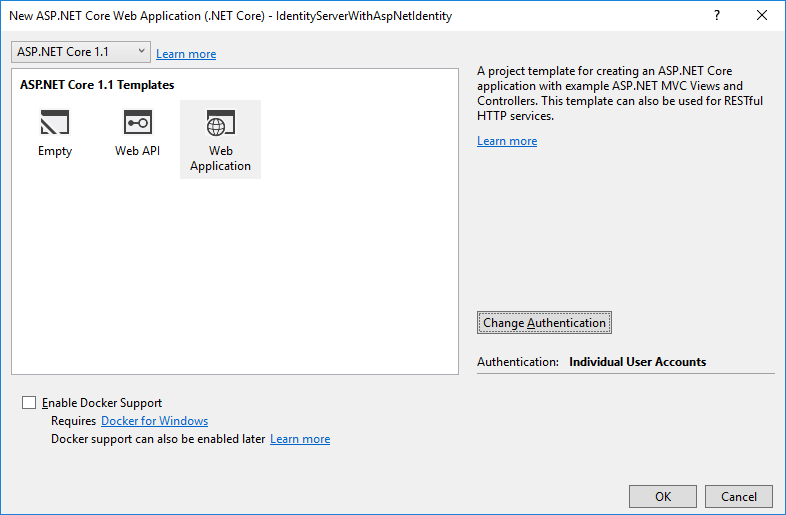 New ASP.NET Core Web Application (.NET Core) - IdentityServerWithAspNetIdentity
?
ASP.NET Core 1.1
Learn more
ASP.NET Core 1.1 Templates
Empty
Web API
Web
Application
A project template for creating an ASP.NET Core
application with example ASP.NET MVC Views and
Controllers. This template can also be used for RESTful
HTTP services.
Learn more
Change Authentication
Authentication: Individual User Accounts
Enable Docker Support
Requires Docker for Windows
Docker support can also be enabled later Learn more
OK
Cancel